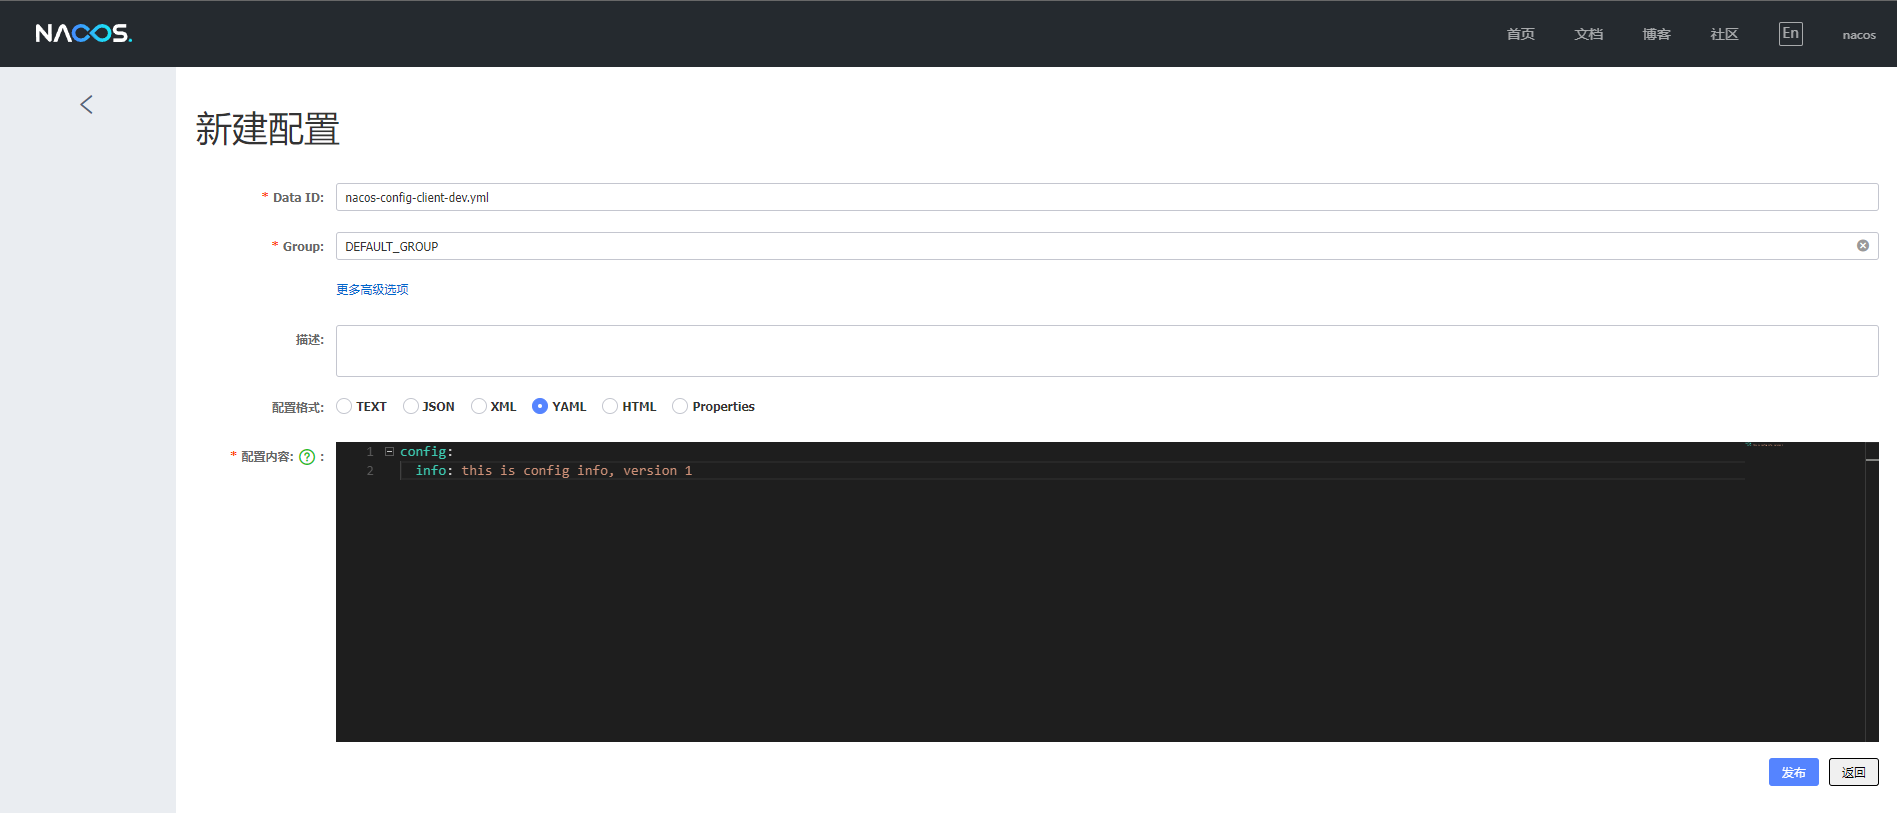 NACOS.
首页 文档 博客 社区 En nacos
新建配置
* Data ID: nacos-config-client-dev.yml
* Group: DEFAULT_GROUP
更多高级选项
描述:
配置格式: TEXT JSON XML YAML HTML Properties
* 配置内容: ? :
1 config:
2 info: this is config info, version 1
发布 返回